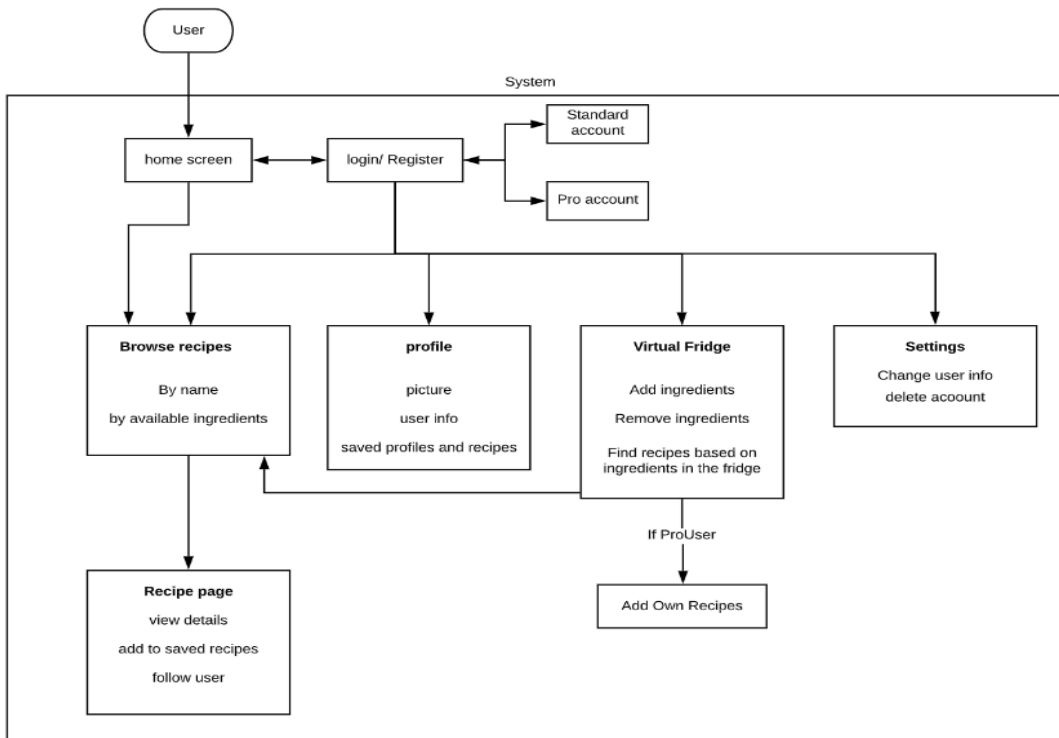 User
System
Standard
account
home screen
login/ Register
Pro account
Browse recipes
By name
by available ingredients
profile
picture
user info
saved profiles and recipes
Virtual Fridge
Add ingredients
Remove ingredients
Find recipes based on
ingredients in the fridge
Settings
Change user info
delete acoount
If ProUser
Recipe page
view details
add to saved recipes
follow user
Add Own Recipes